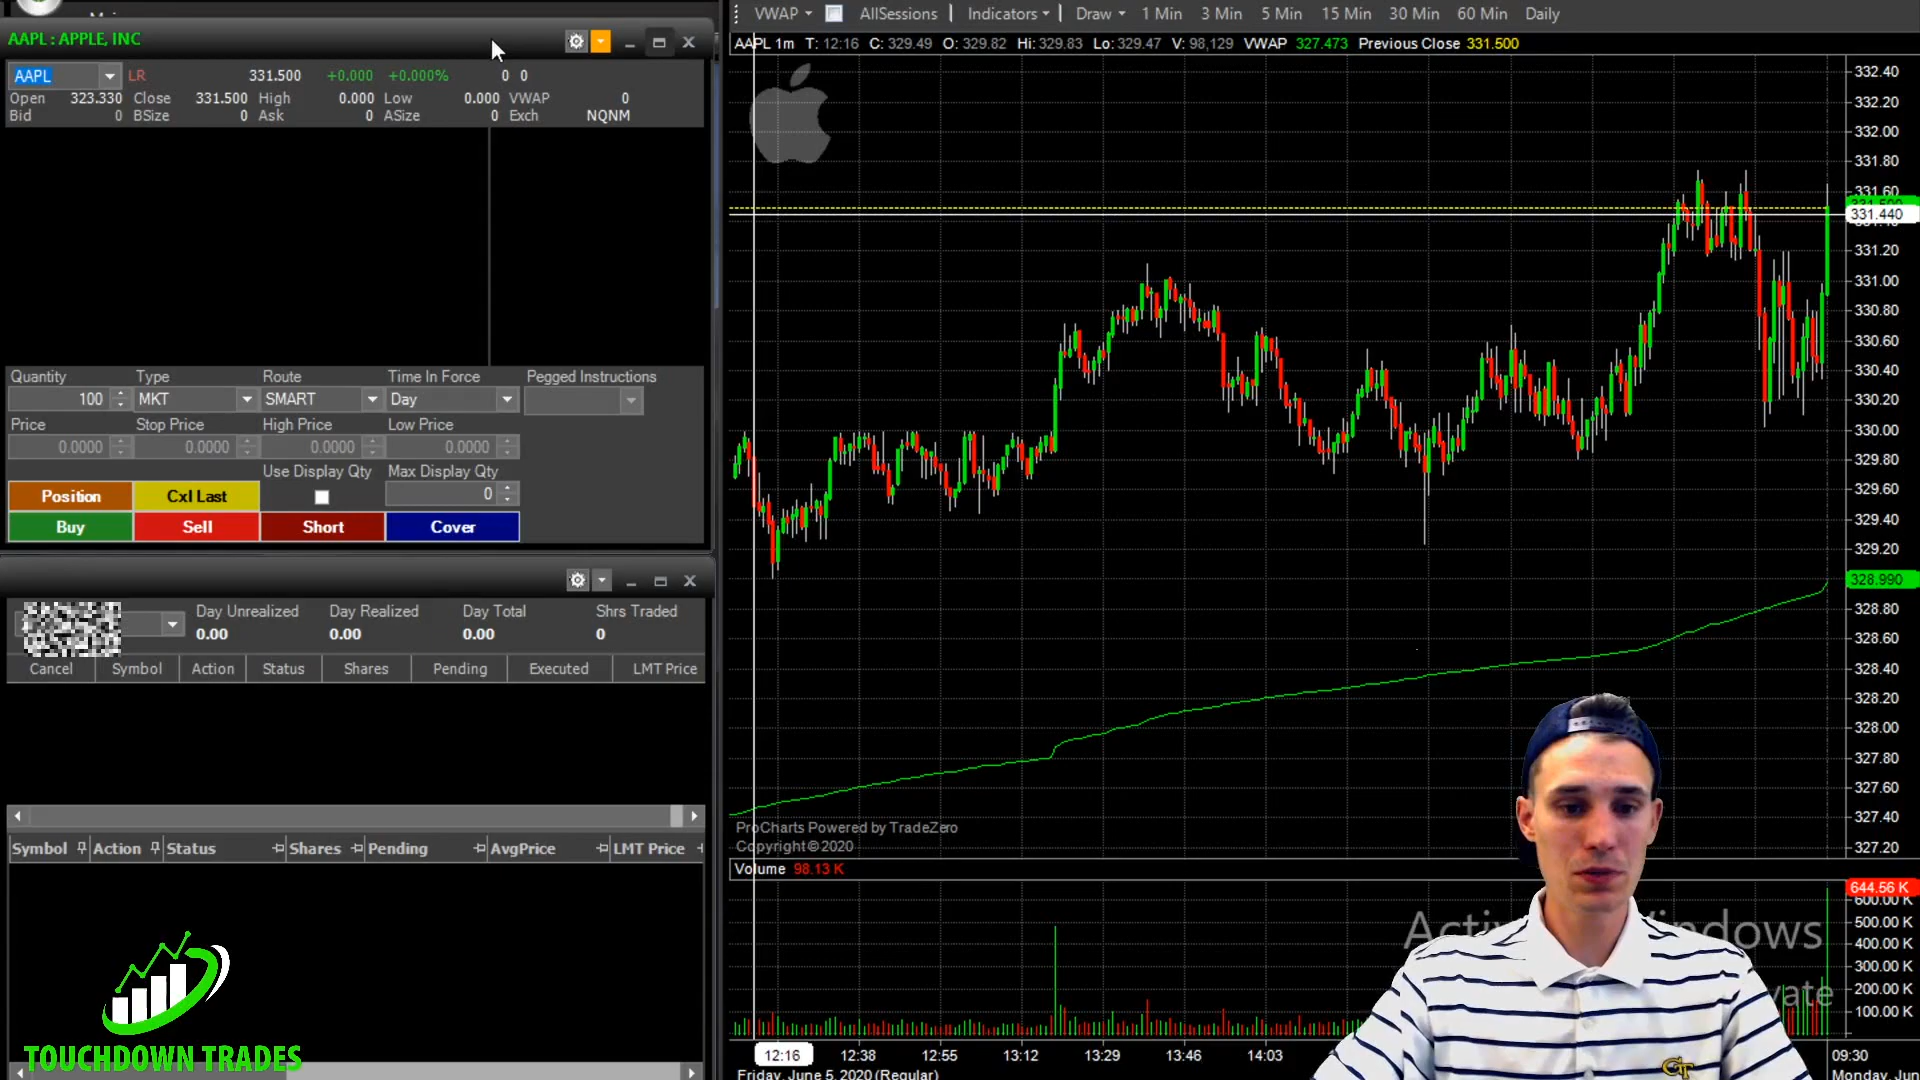 AAPL : APPLE, INC
AAPL LR 331.500 +0.000 +0.000% 0 0
Open 323.330 Close 331.500 High 0.000 Low 0.000 VWAP 0
Bid 0 BSize 0 Ask 0 ASize 0 Exch NQNM
Quantity Type Route Time In Force Pegged Instructions
100 MKT SMART Day
Price Stop Price High Price Low Price
0.0000 0.0000 0.0000 0.0000
Use Display Qty Max Display Qty
0
Position Cxl Last
Buy Sell Short Cover
Day Unrealized Day Realized Day Total Shrs Traded
0.00 0.00 0.00 0
Cancel Symbol Action Status Shares Pending Executed LMT Price
Symbol Action Status Shares Pending AvgPrice LMT Price
TOUCHDOWN TRADES
VWAP AllSessions Indicators Draw 1 Min 3 Min 5 Min 15 Min 30 Min 60 Min Daily
AAPL 1m T: 12:16 C: 329.49 O: 329.82 Hi: 329.83 Lo: 329.47 V: 98,129 VWAP 327.473 Previous Close 331.500
332.40
332.20
332.00
331.80
331.60
331.440
331.20
331.00
330.80
330.60
330.40
330.20
330.00
329.80
329.60
329.40
329.20
328.990
328.80
328.60
328.40
328.20
328.00
327.80
327.60
327.40
327.20
ProCharts Powered by TradeZero
Copyright©2020
Volume 98.13 K
644.56 K
600.00 K
500.00 K
400.00 K
300.00 K
200.00 K
100.00 K
12:16 12:38 12:55 13:12 13:29 13:46 14:03 09:30
Friday, June 5, 2020 (Regular) Monday, Jun
GT